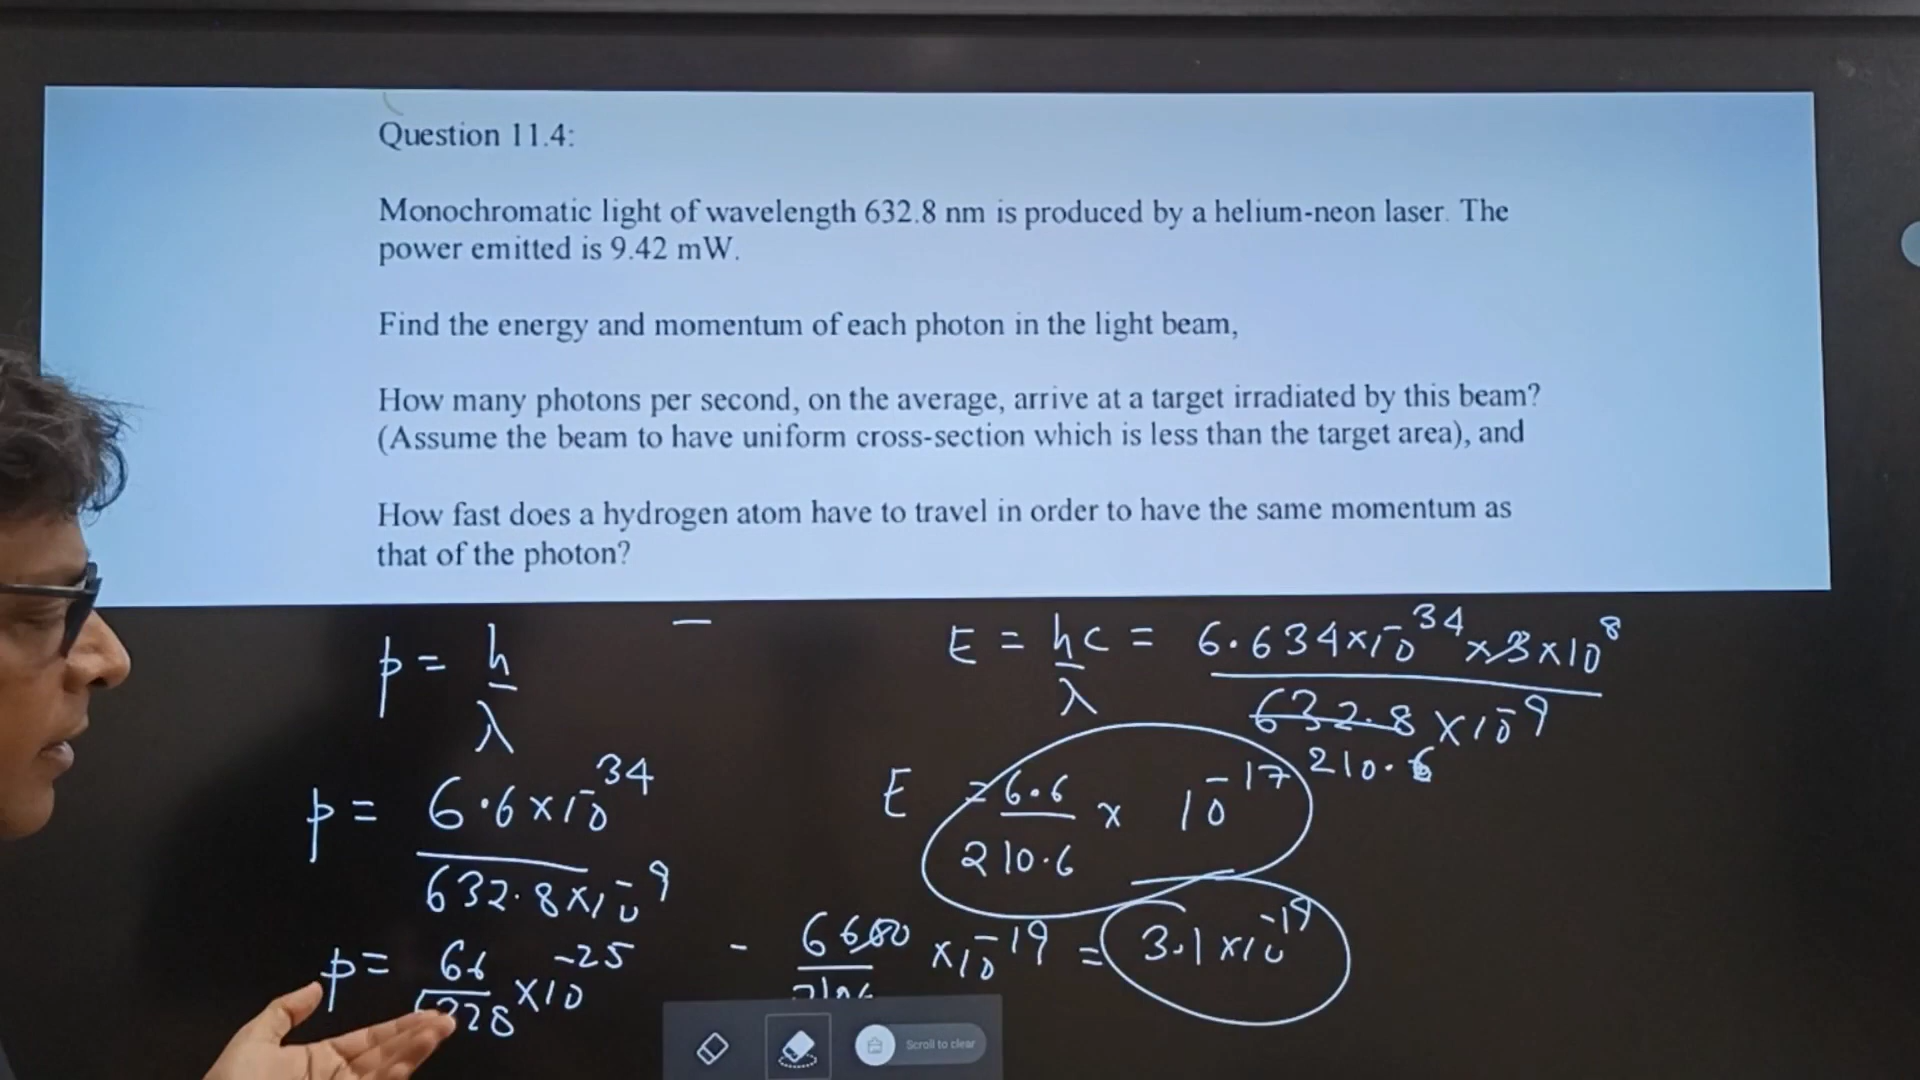 Question 11.4:
Monochromatic light of wavelength 632.8 nm is produced by a helium-neon laser. The
power emitted is 9.42 mW.
Find the energy and momentum of each photon in the light beam,
How many photons per second, on the average, arrive at a target irradiated by this beam?
(Assume the beam to have uniform cross-section which is less than the target area), and
How fast does a hydrogen atom have to travel in order to have the same momentum as
that of the photon?
p = h
λ
p = 6.6 × 10^-34
632.8 × 10^-9
p = 66 × 10^-25
6328
E = hc = 6.634 × 10^-34 × 3 × 10^8
λ
632.8 × 10^-9
210.6
E = 6.6 × 10^-17
210.6
6600 × 10^-19 = 3.1 × 10^-19
2106
Scroll to clear